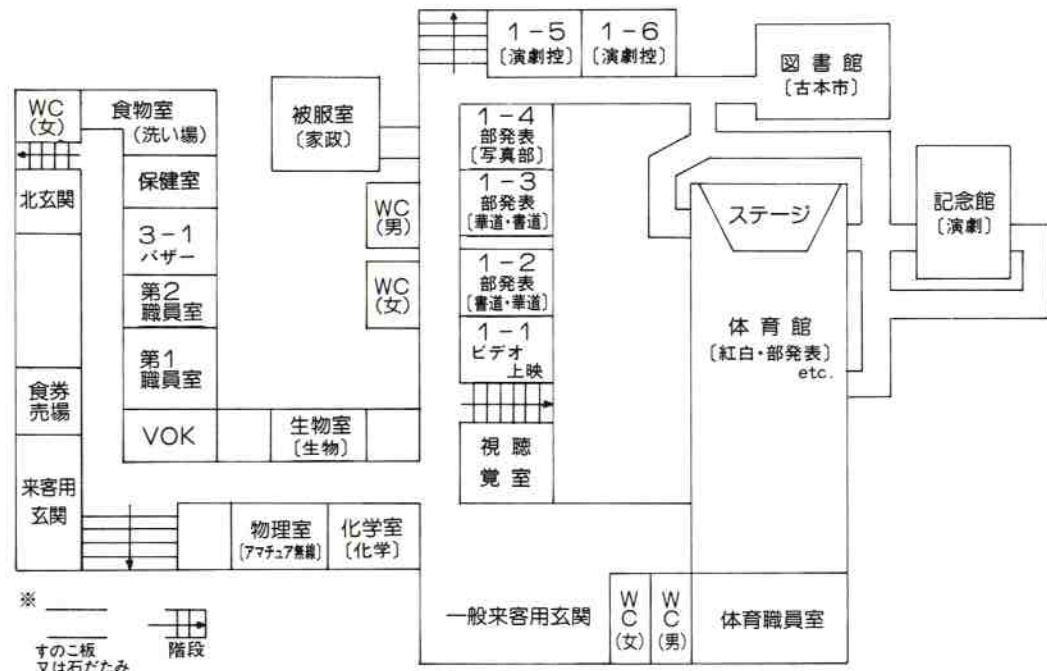 1-5
〔演劇控〕
1-6
〔演劇控〕
図書館
〔古本市〕
WC
(女)
食物室
(洗い場)
被服室
〔家政〕
1-4
部発表
〔写真部〕
北玄関
保健室
WC
(男)
1-3
部発表
〔華道・書道〕
ステージ
記念館
〔演劇〕
3-1
バザー
WC
(女)
1-2
部発表
〔書道・華道〕
第2
職員室
体育館
〔紅白・部発表〕
etc.
第1
職員室
1-1
ビデオ
上映
食券
売場
VOK
生物室
〔生物〕
視聴
覚室
来客用
玄関
物理室
〔アマチュア無線〕
化学室
〔化学〕
一般来客用玄関
WC
(女)
WC
(男)
体育職員室
※
すのこ板
又は石だたみ
階段